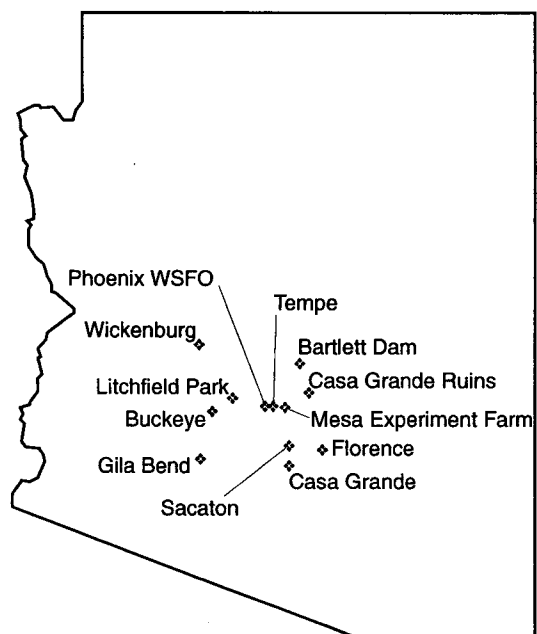 Phoenix WSFO
Tempe
Wickenburg
Bartlett Dam
Litchfield Park
Casa Grande Ruins
Buckeye
Mesa Experiment Farm
Gila Bend
Florence
Casa Grande
Sacaton